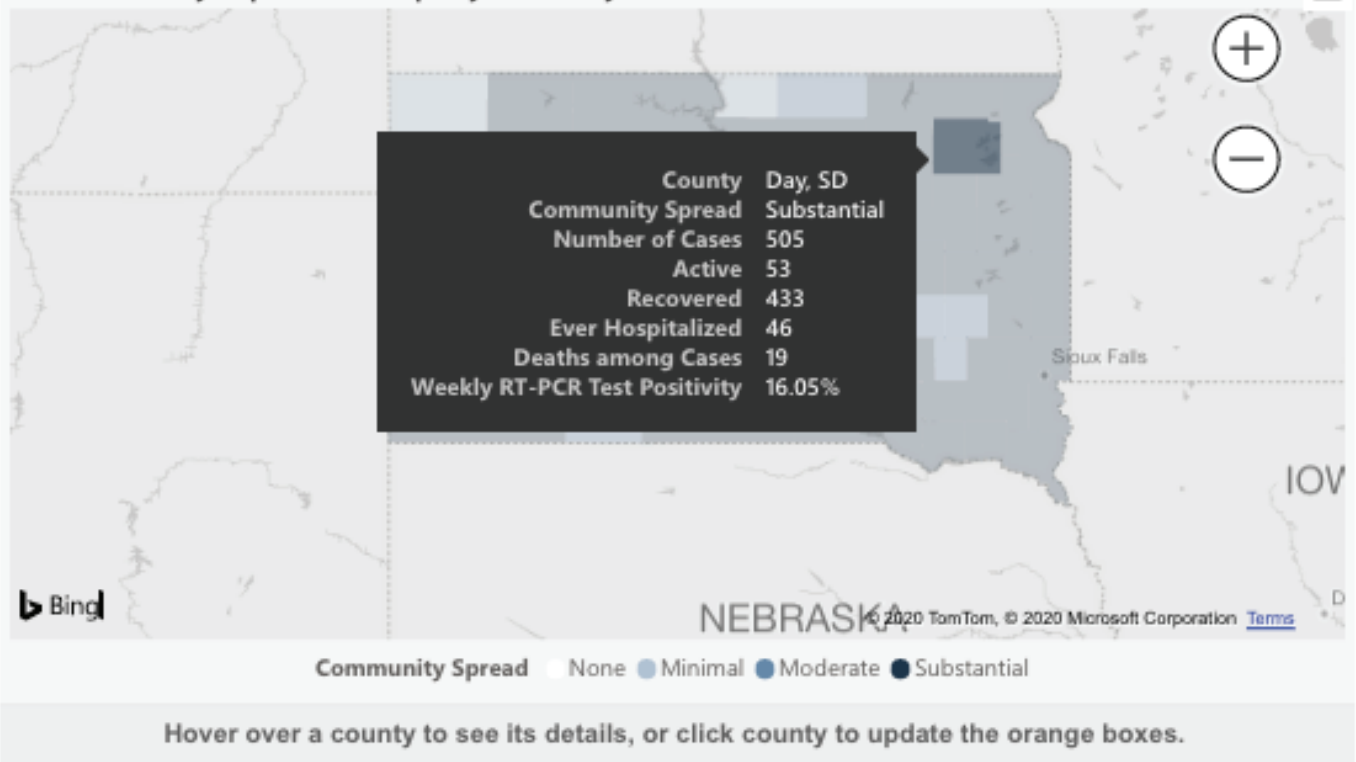 County Day, SD
Community Spread Substantial
Number of Cases 505
Active 53
Recovered 433
Ever Hospitalized 46
Deaths among Cases 19
Weekly RT-PCR Test Positivity 16.05%
Sioux Falls
IOW
D
Bing
NEBRASKA
© 2020 TomTom, © 2020 Microsoft Corporation Terms
Community Spread None Minimal Moderate Substantial
Hover over a county to see its details, or click county to update the orange boxes.